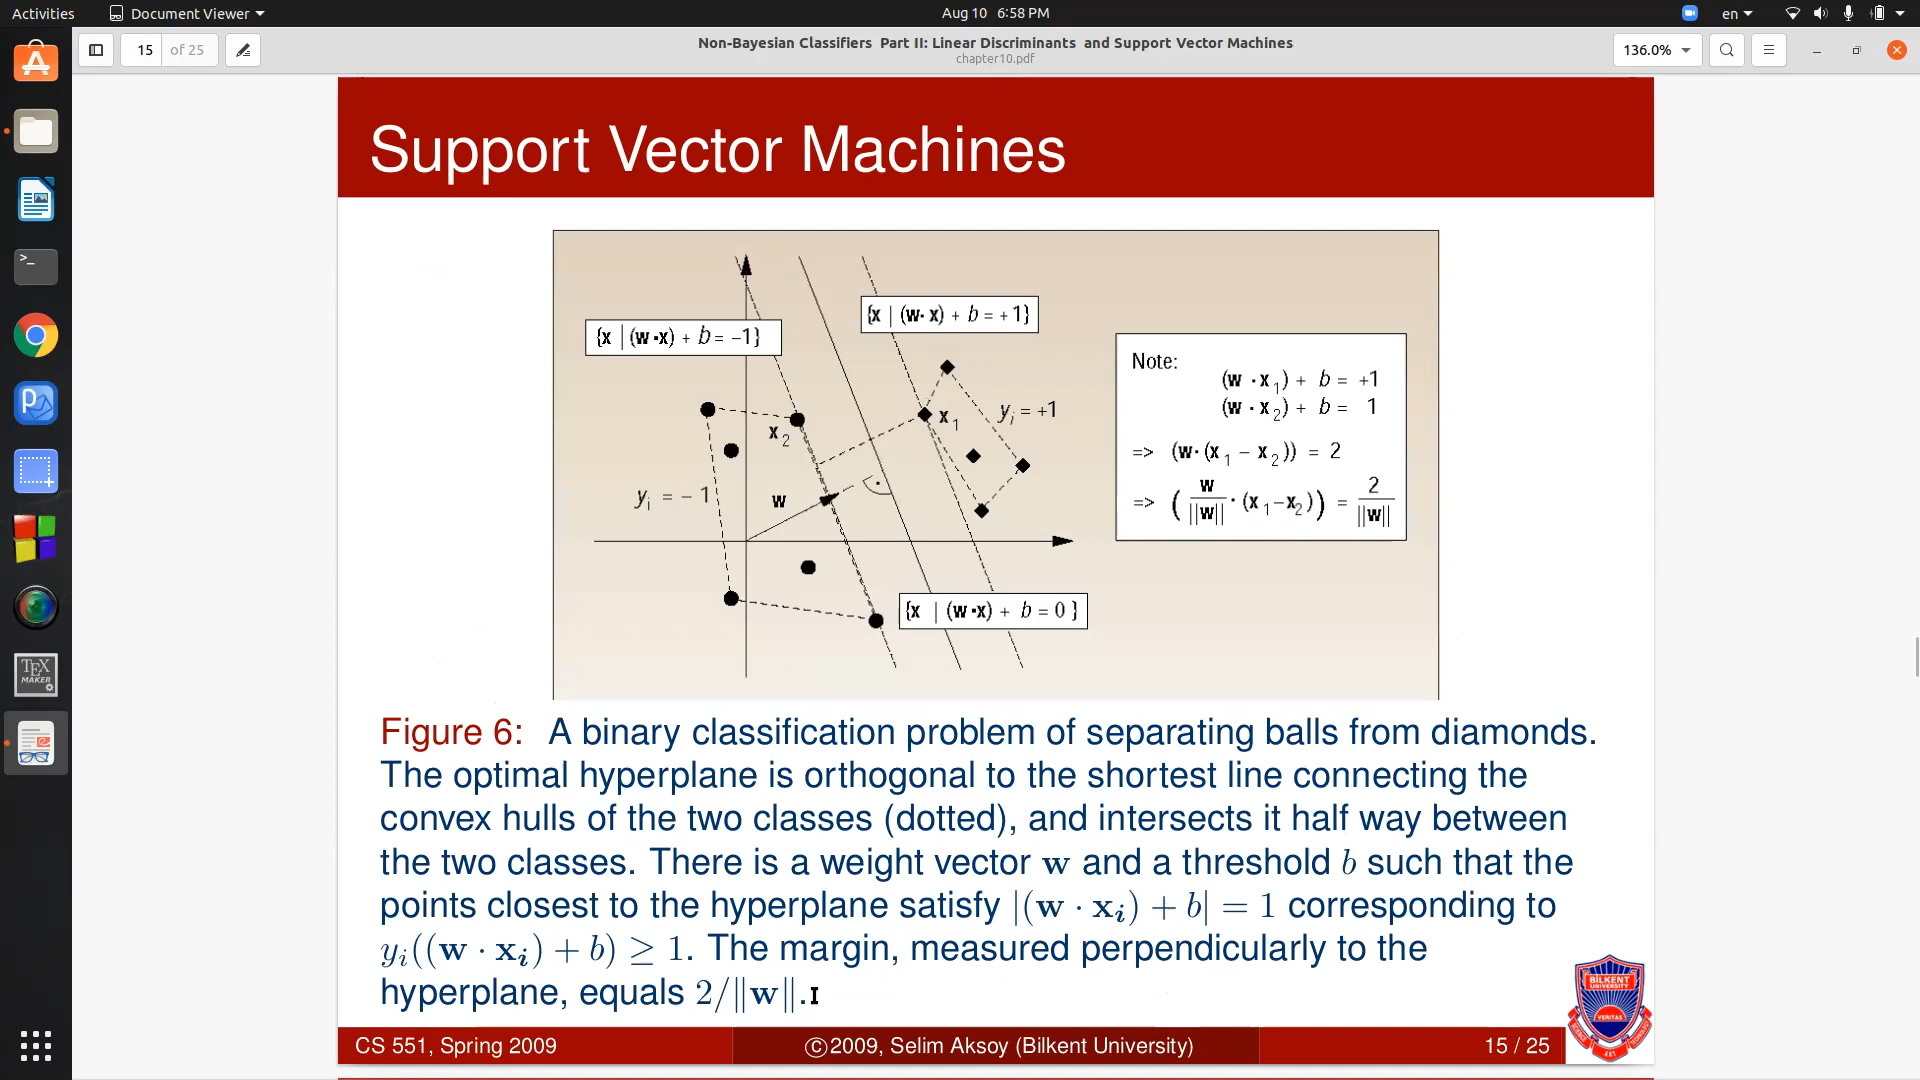 Activities
Document Viewer
Aug 10 6:58 PM
en
15 of 25
Non-Bayesian Classifiers Part II: Linear Discriminants and Support Vector Machines
chapter10.pdf
136.0%
Support Vector Machines
{x | (w·x) + b = −1}
{x | (w·x) + b = +1}
Note:
(w · x₁) + b = +1
(w · x₂) + b = 1
=> (w· (x₁ − x₂)) = 2
=> ( w/||w|| · (x₁−x₂) ) = 2/||w||
x₁
yᵢ = +1
x₂
yᵢ = − 1
w
{x | (w·x) + b = 0 }
Figure 6: A binary classification problem of separating balls from diamonds.
The optimal hyperplane is orthogonal to the shortest line connecting the
convex hulls of the two classes (dotted), and intersects it half way between
the two classes. There is a weight vector w and a threshold b such that the
points closest to the hyperplane satisfy |(w · xᵢ) + b| = 1 corresponding to
yᵢ((w · xᵢ) + b) ≥ 1. The margin, measured perpendicularly to the
hyperplane, equals 2/‖w‖.
CS 551, Spring 2009
©2009, Selim Aksoy (Bilkent University)
15 / 25
BILKENT
UNIVERSITY
TEX
MAKER